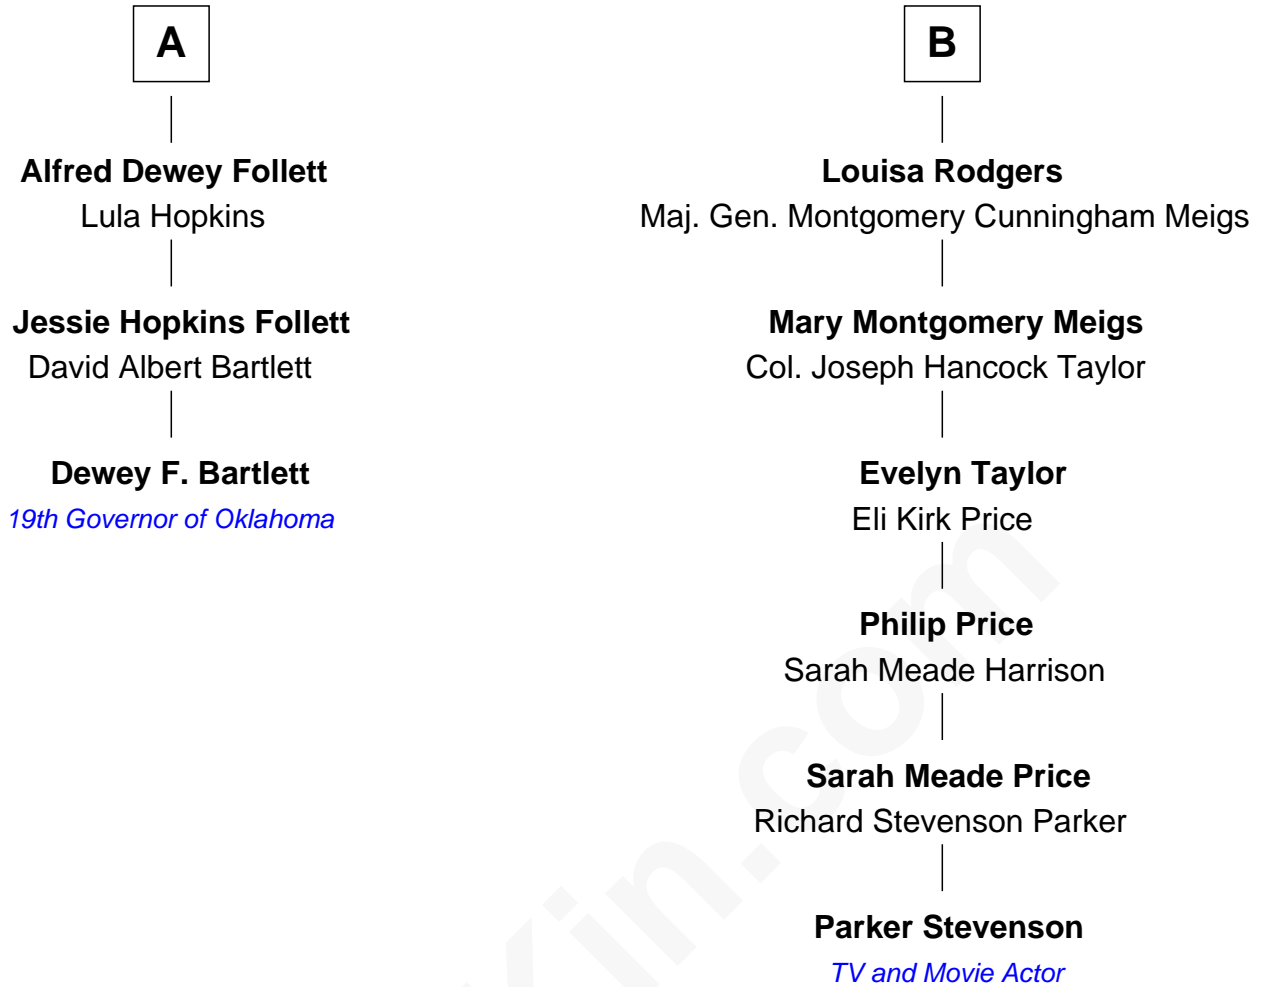 A
Alfred Dewey Follett
Lula Hopkins
Jessie Hopkins Follett
David Albert Bartlett
Dewey F. Bartlett
19th Governor of Oklahoma
B
Louisa Rodgers
Maj. Gen. Montgomery Cunningham Meigs
Mary Montgomery Meigs
Col. Joseph Hancock Taylor
Evelyn Taylor
Eli Kirk Price
Philip Price
Sarah Meade Harrison
Sarah Meade Price
Richard Stevenson Parker
Parker Stevenson
TV and Movie Actor
Kin.com